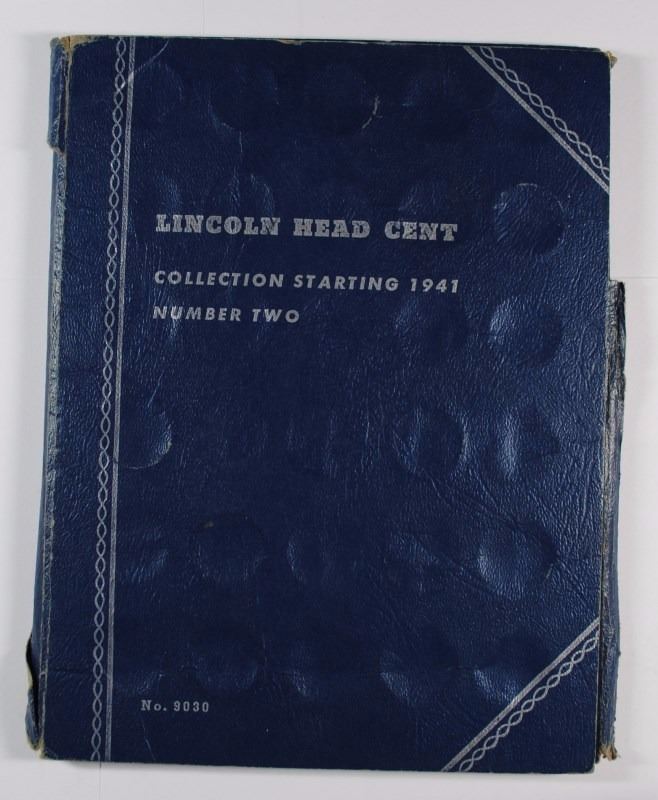 LINCOLN HEAD CENT
COLLECTION STARTING 1941
NUMBER TWO
No. 9030